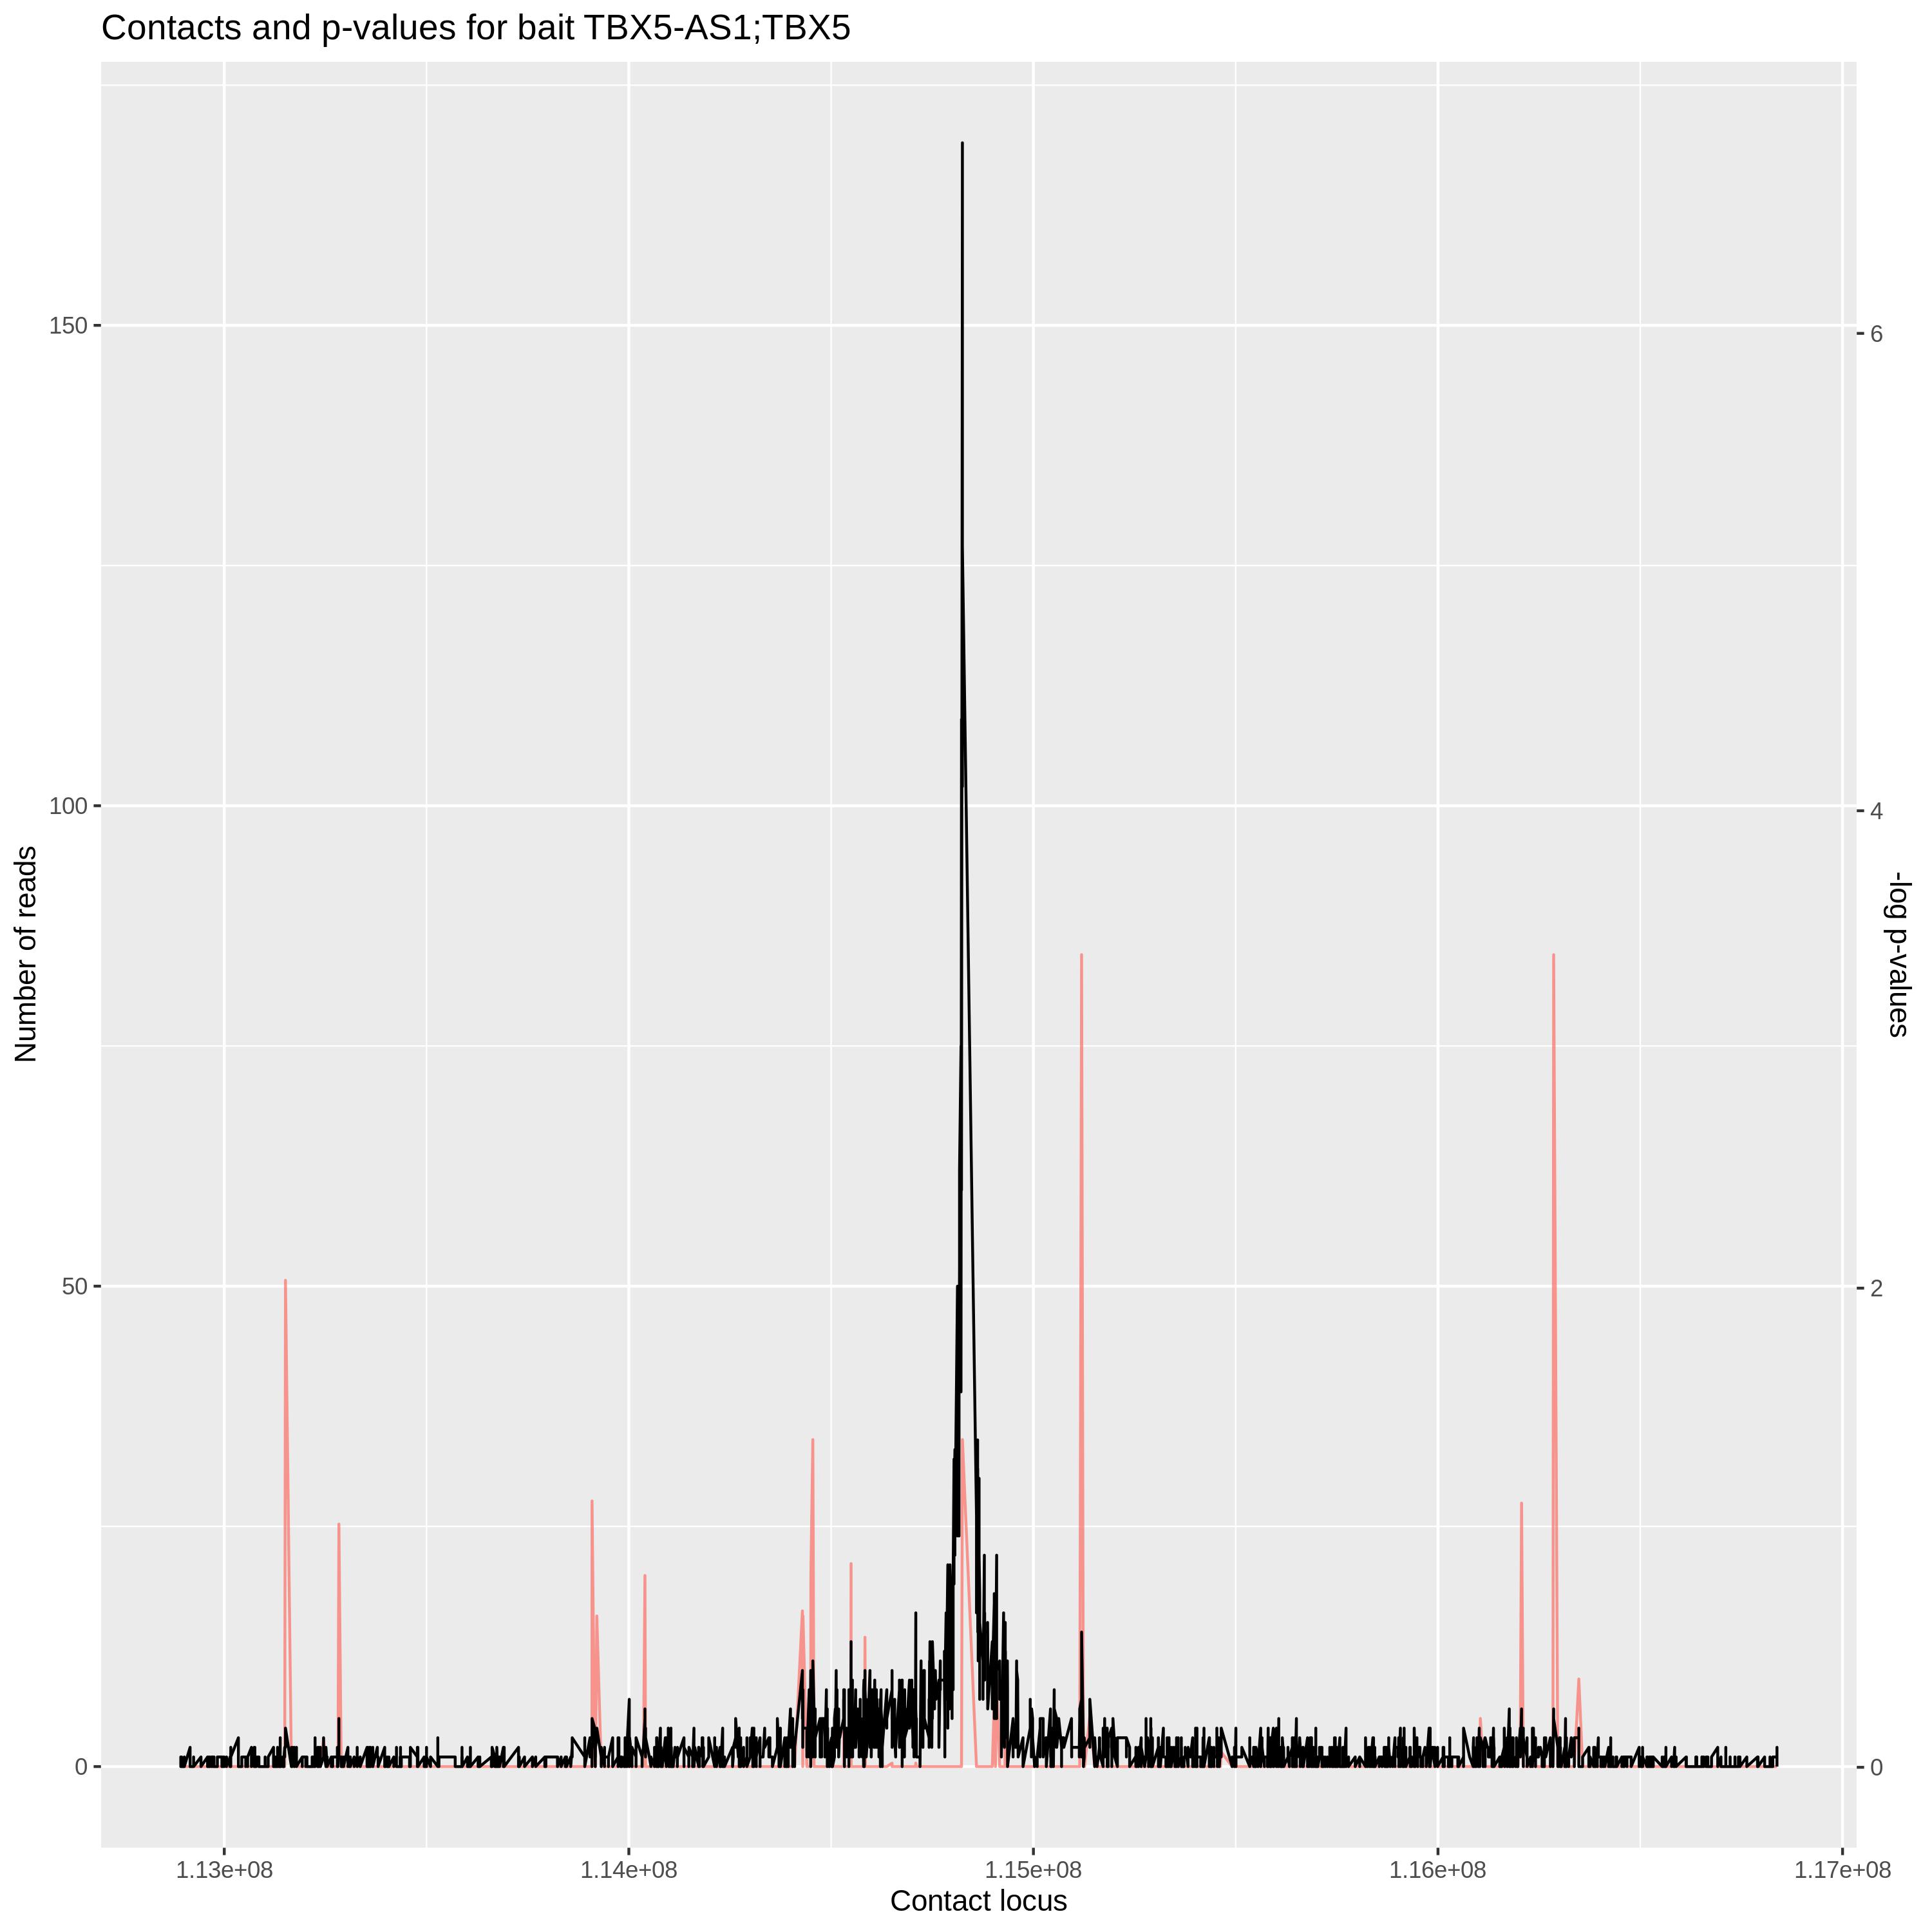 Contacts and p-values for bait TBX5-AS1;TBX5
150
100
50
0
Number of reads
6
4
2
0
-log p-values
1.13e+08
1.14e+08
1.15e+08
1.16e+08
1.17e+08
Contact locus